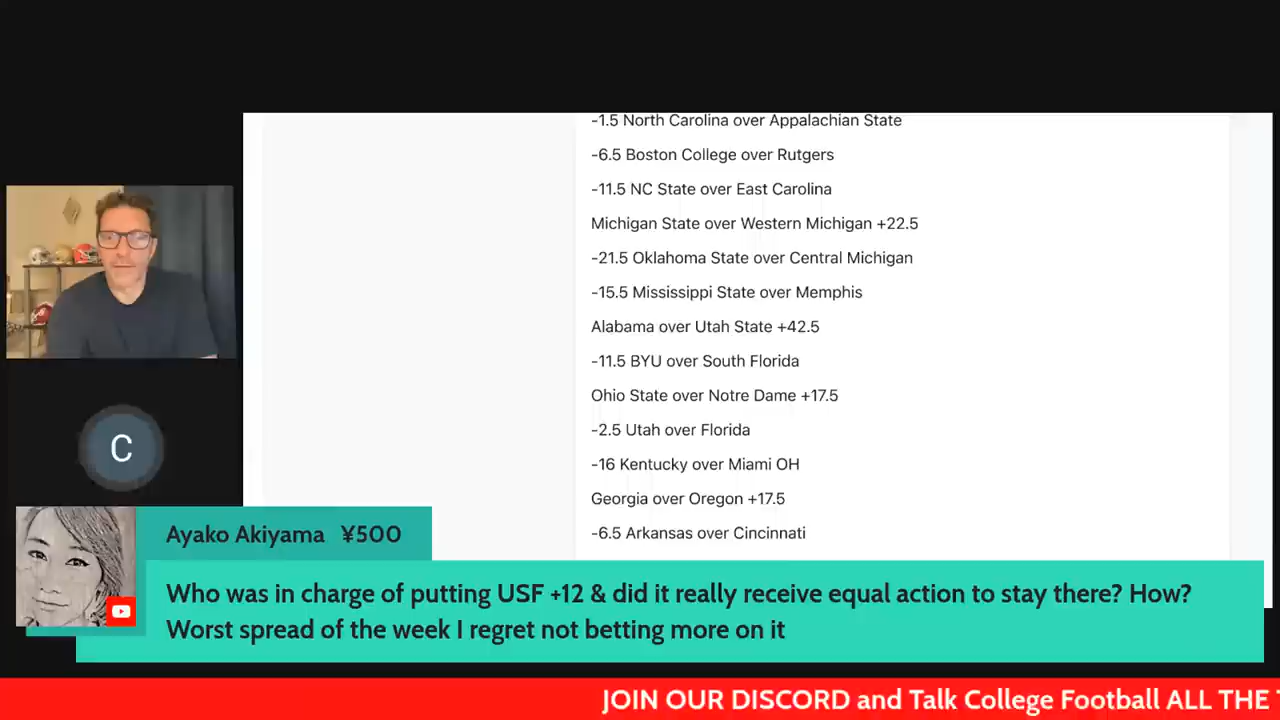 -1.5 North Carolina over Appalachian State
-6.5 Boston College over Rutgers
-11.5 NC State over East Carolina
Michigan State over Western Michigan +22.5
-21.5 Oklahoma State over Central Michigan
-15.5 Mississippi State over Memphis
Alabama over Utah State +42.5
-11.5 BYU over South Florida
Ohio State over Notre Dame +17.5
-2.5 Utah over Florida
-16 Kentucky over Miami OH
Georgia over Oregon +17.5
-6.5 Arkansas over Cincinnati
C
Ayako Akiyama ¥500
Who was in charge of putting USF +12 & did it really receive equal action to stay there? How?
Worst spread of the week I regret not betting more on it
JOIN OUR DISCORD and Talk College Football ALL THE